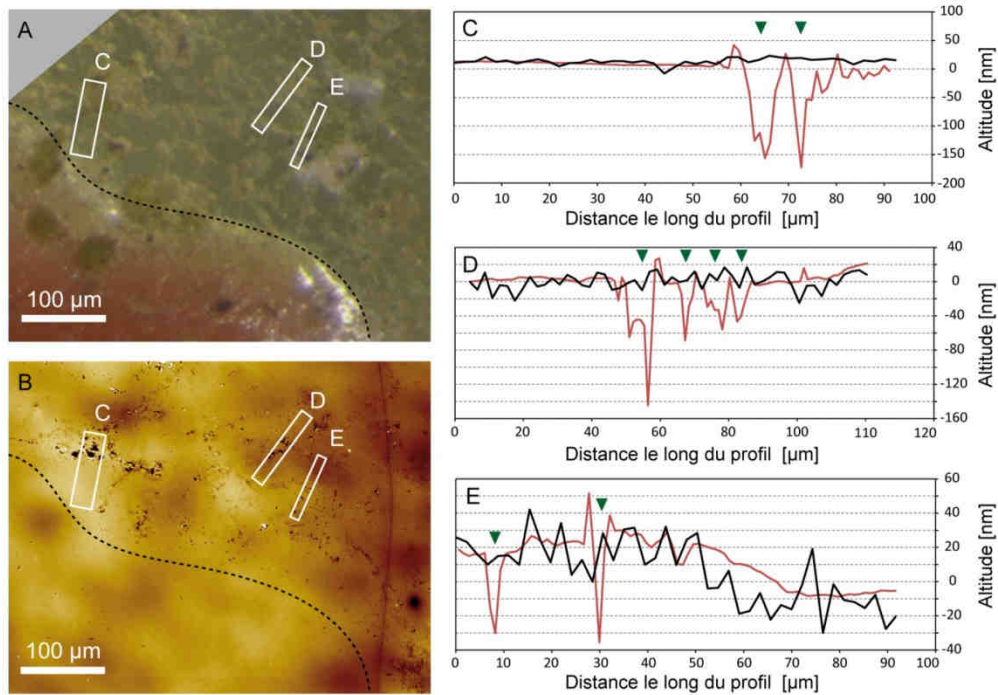 A
C
D
E
100 µm
B
C
D
E
100 µm
C
100
50
0
-50
-100
-150
-200
Altitude [nm]
0 10 20 30 40 50 60 70 80 90 100
Distance le long du profil [µm]
D
40
0
-40
-80
-120
-160
Altitude [nm]
0 20 40 60 80 100 120
Distance le long du profil [µm]
E
60
40
20
0
-20
-40
Altitude [nm]
0 10 20 30 40 50 60 70 80 90 100
Distance le long du profil [µm]